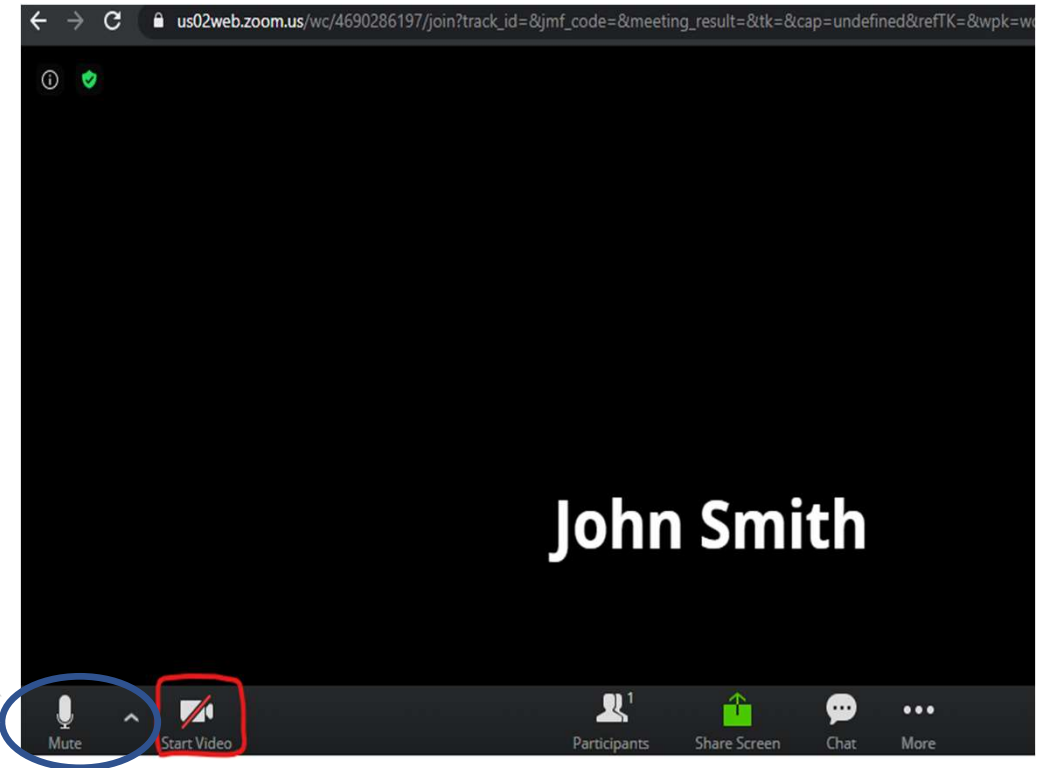 us02web.zoom.us/wc/4690286197/join?track_id=&jmf_code=&meeting_result=&tk=&cap=undefined&refTK=&wpk=wc
John Smith
Mute
Start Video
Participants 1
Share Screen
Chat
More